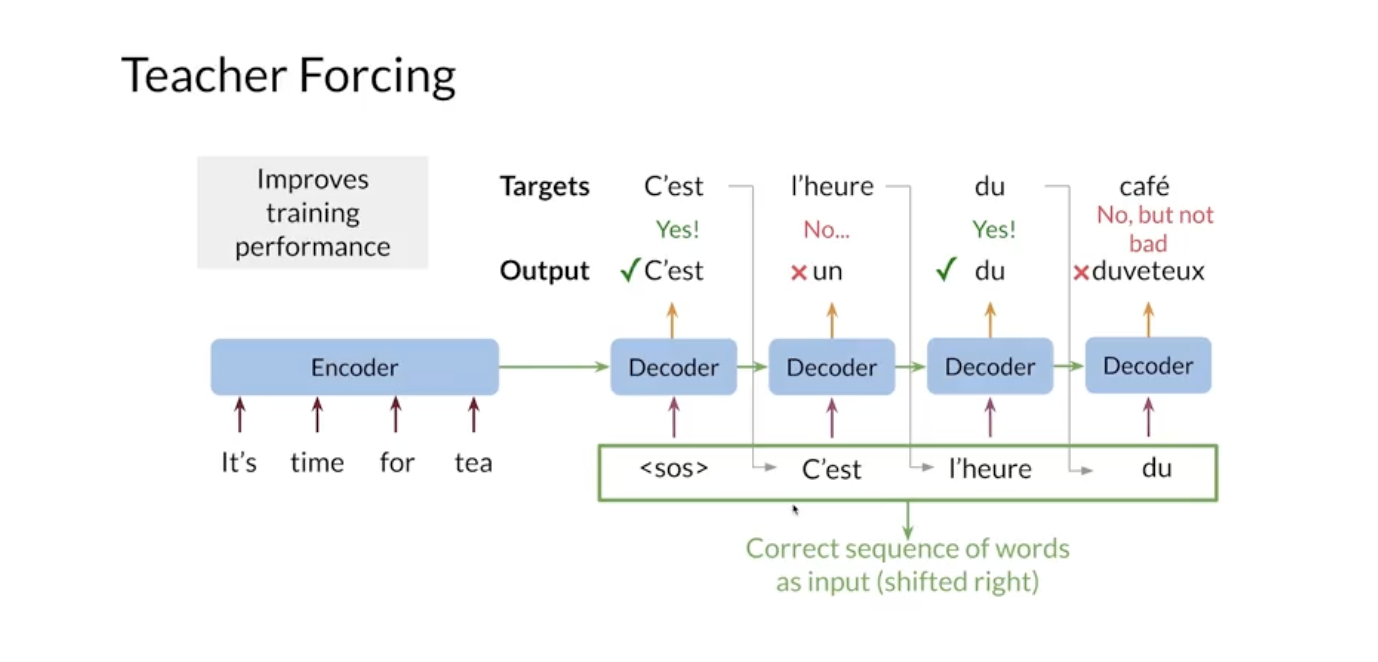 Teacher Forcing
Improves
training
performance
Targets C'est l'heure du café
Yes! No... Yes! No, but not
bad
Output ✓ C'est ×un ✓ du ×duveteux
Encoder Decoder Decoder Decoder Decoder
It's time for tea <sos> C'est l'heure du
Correct sequence of words
as input (shifted right)